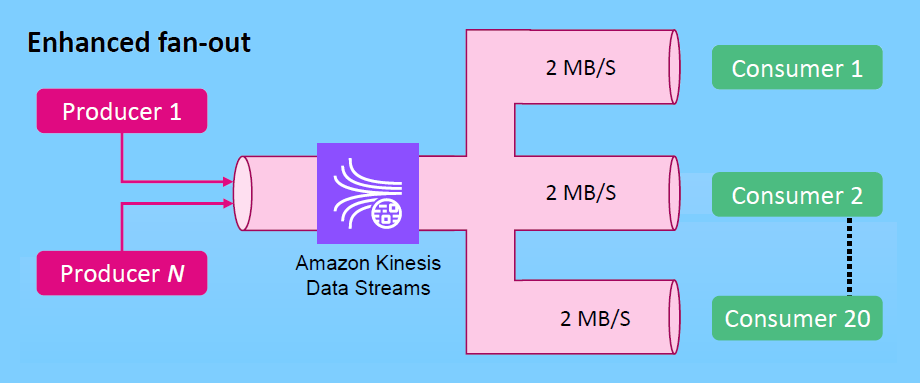 Enhanced fan-out
Producer 1
Producer N
Amazon Kinesis
Data Streams
2 MB/S
2 MB/S
2 MB/S
Consumer 1
Consumer 2
Consumer 20